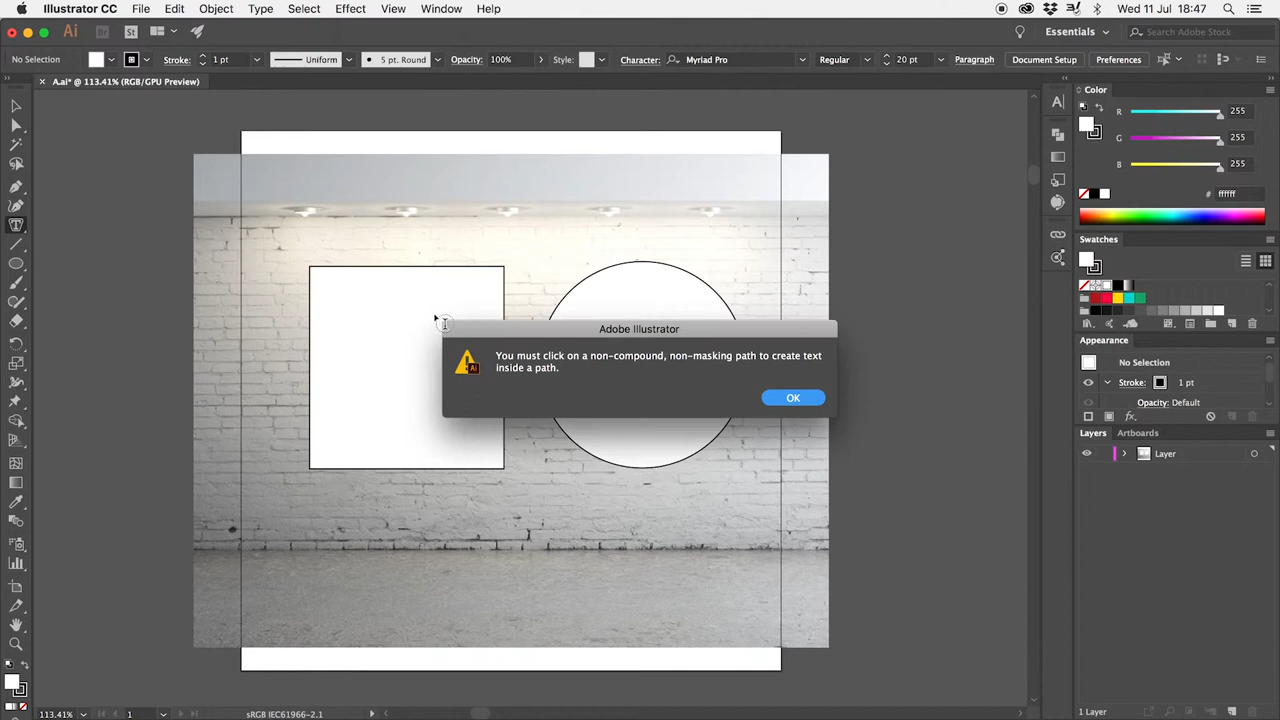 Illustrator CC File Edit Object Type Select Effect View Window Help Wed 11 Jul 18:47
Ai Br St Essentials Search Adobe Stock
No Selection Stroke: 1 pt Uniform 5 pt. Round Opacity: 100% Style: Character: Myriad Pro Regular 20 pt Paragraph Document Setup Preferences
A.ai* @ 113.41% (RGB/GPU Preview)
Color
R 255
G 255
B 255
# ffffff
Swatches
Adobe Illustrator
You must click on a non-compound, non-masking path to create text
inside a path.
OK
Appearance
No Selection
Stroke: 1 pt
Opacity: Default
fx
Layers Artboards
Layer
1 Layer
113.41% 1 sRGB IEC61966-2.1